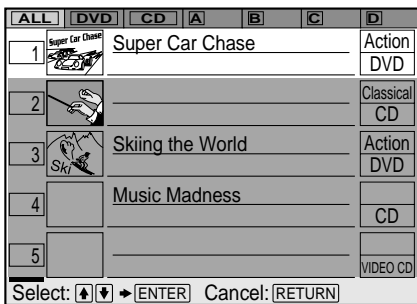 ALL DVD CD A B C D
1 Super Car Chase Super Car Chase Action
DVD
2 Classical
CD
3 Ski Skiing the World Action
DVD
4 Music Madness
CD
5
VIDEO CD
Select: ↑ ↓ → ENTER Cancel: RETURN